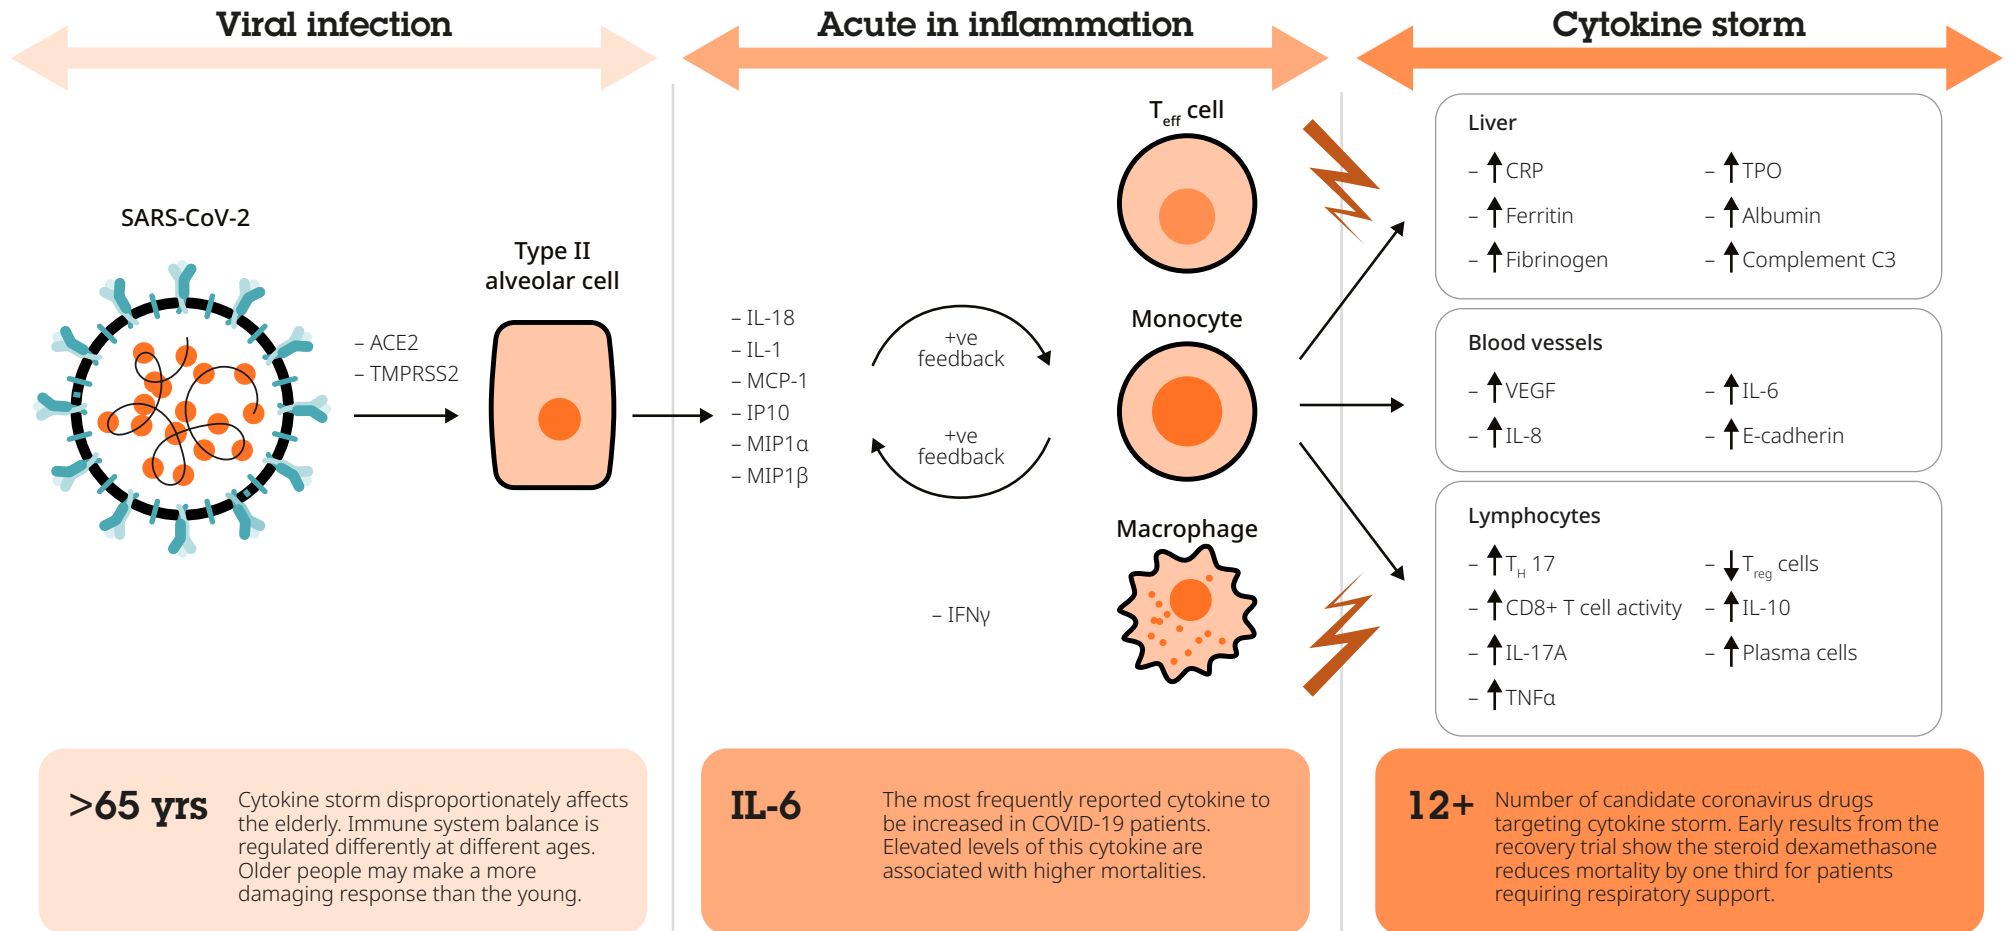 Viral infection
Acute in inflammation
Cytokine storm
SARS-CoV-2
– ACE2
– TMPRSS2
Type II
alveolar cell
– IL-18
– IL-1
– MCP-1
– IP10
– MIP1α
– MIP1β
+ve
feedback
+ve
feedback
– IFNγ
Teff cell
Monocyte
Macrophage
Liver
– ↑CRP
– ↑Ferritin
– ↑Fibrinogen
– ↑TPO
– ↑Albumin
– ↑Complement C3
Blood vessels
– ↑VEGF
– ↑IL-8
– ↑IL-6
– ↑E-cadherin
Lymphocytes
– ↑TH 17
– ↑CD8+ T cell activity
– ↑IL-17A
– ↑TNFα
– ↓Treg cells
– ↑IL-10
– ↑Plasma cells
>65 yrs
Cytokine storm disproportionately affects
the elderly. Immune system balance is
regulated differently at different ages.
Older people may make a more
damaging response than the young.
IL-6
The most frequently reported cytokine to
be increased in COVID-19 patients.
Elevated levels of this cytokine are
associated with higher mortalities.
12+
Number of candidate coronavirus drugs
targeting cytokine storm. Early results from the
recovery trial show the steroid dexamethasone
reduces mortality by one third for patients
requiring respiratory support.